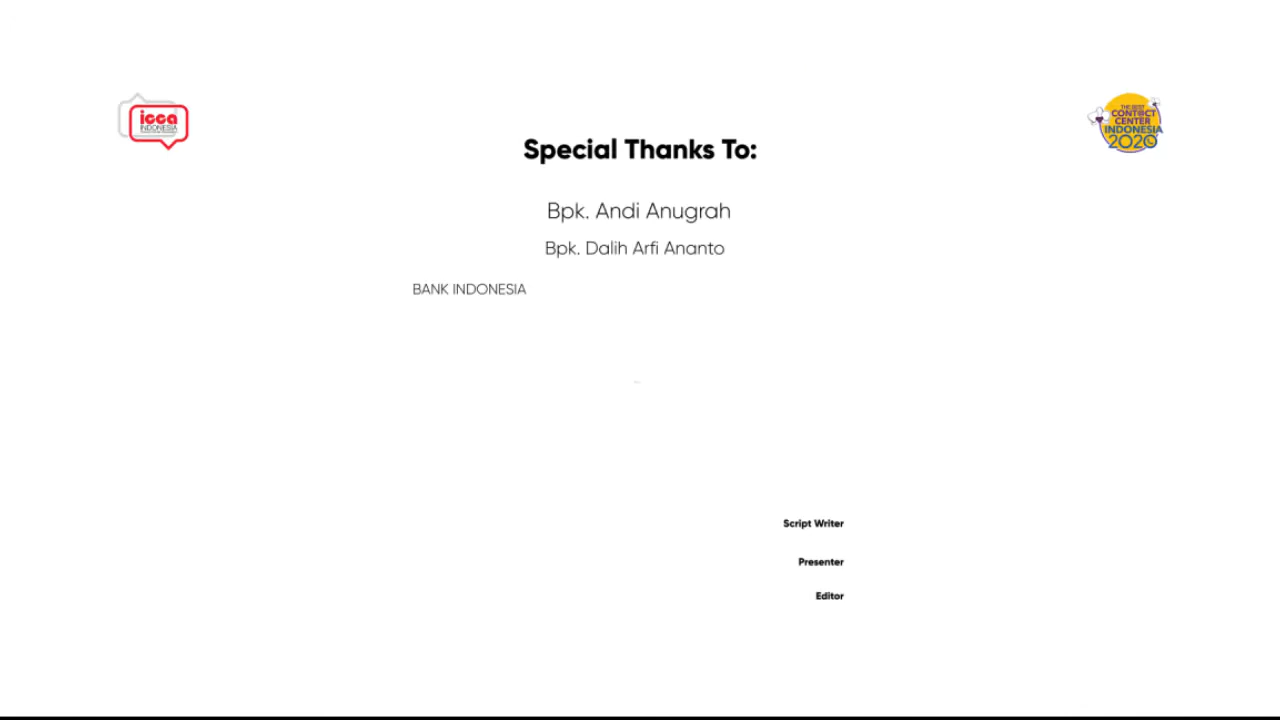 icca
INDONESIA
THE BEST
CONTACT
CENTER
INDONESIA
2020
Special Thanks To:
Bpk. Andi Anugrah
Bpk. Dalih Arfi Ananto
BANK INDONESIA
Script Writer
Presenter
Editor